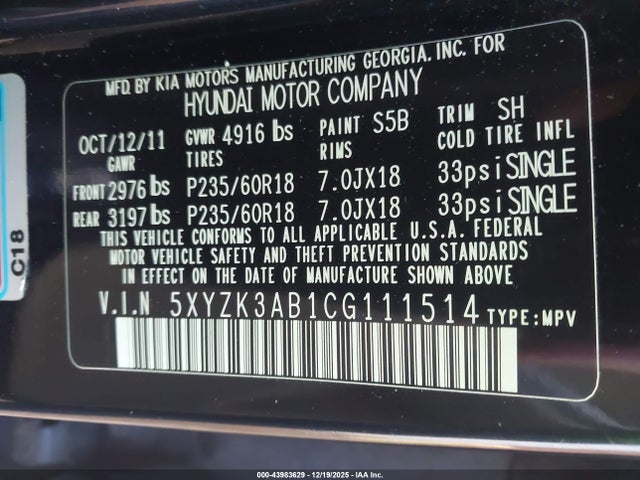 MFD. BY KIA MOTORS MANUFACTURING GEORGIA, INC. FOR
HYUNDAI MOTOR COMPANY
OCT/12/11 GVWR 4916 lbs PAINT S5B TRIM SH
GAWR TIRES RIMS COLD TIRE INFL
FRONT 2976 lbs P235/60R18 7.0JX18 33psi SINGLE
REAR 3197 lbs P235/60R18 7.0JX18 33psi SINGLE
THIS VEHICLE CONFORMS TO ALL APPLICABLE U.S.A. FEDERAL
MOTOR VEHICLE SAFETY AND THEFT PREVENTION STANDARDS
IN EFFECT ON THE DATE OF MANUFACTURE SHOWN ABOVE
V.I.N 5XYZK3AB1CG111514 TYPE:MPV
C18
000-43983629 - 12/19/2025 - IAA Inc.